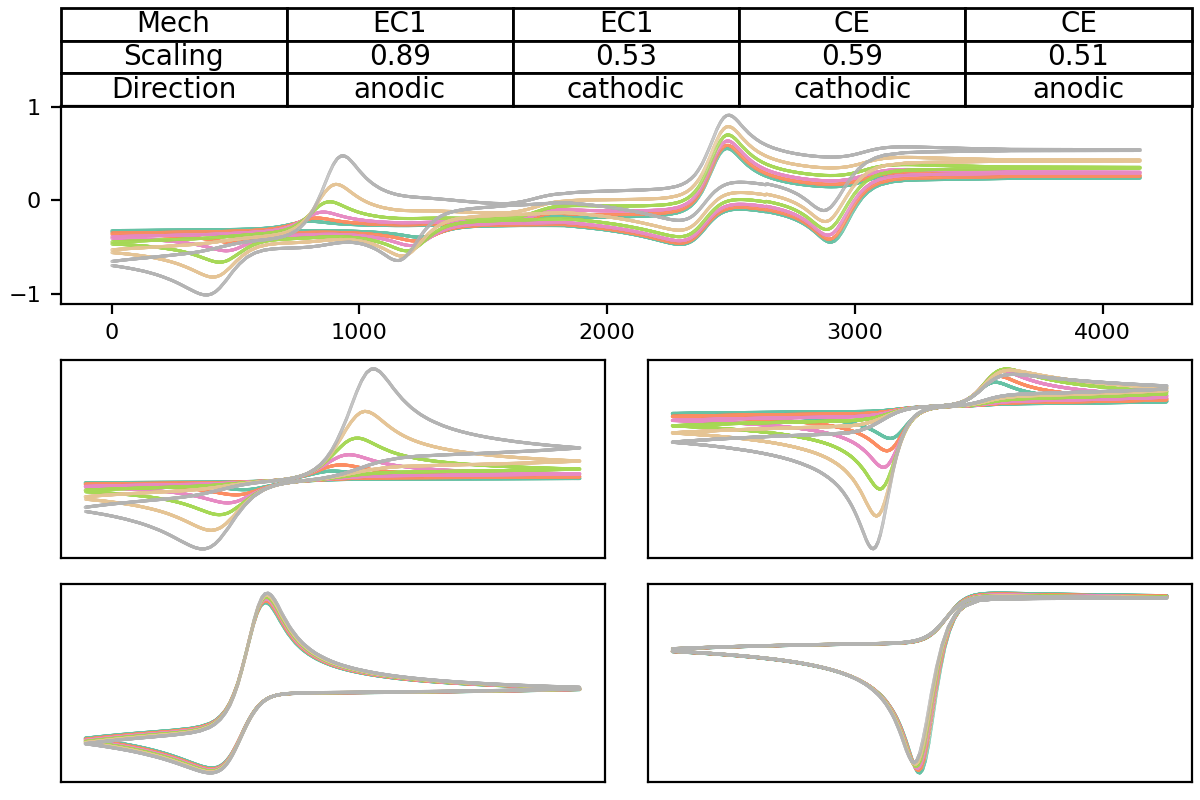 Mech EC1 EC1 CE CE
Scaling 0.89 0.53 0.59 0.51
Direction anodic cathodic cathodic anodic
1
0
−1
0 1000 2000 3000 4000